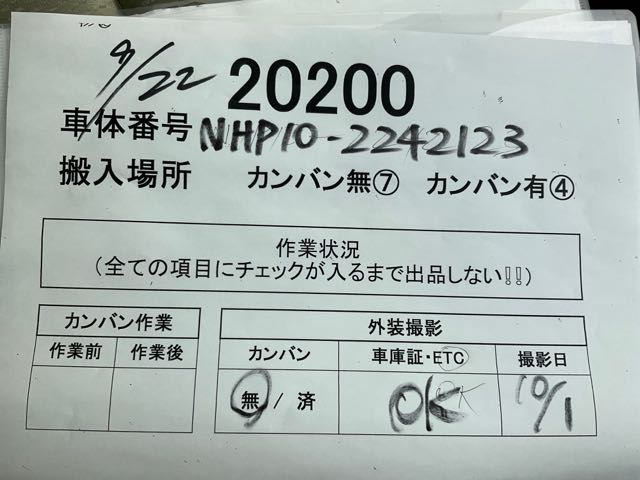 9/22 20200
車体番号 NHP10-2242123
搬入場所 カンバン無⑦ カンバン有④
作業状況
(全ての項目にチェックが入るまで出品しない!!)
カンバン作業 外装撮影
作業前 作業後 カンバン 車庫証・ETC 撮影日
無 / 済 OK OK 10/1